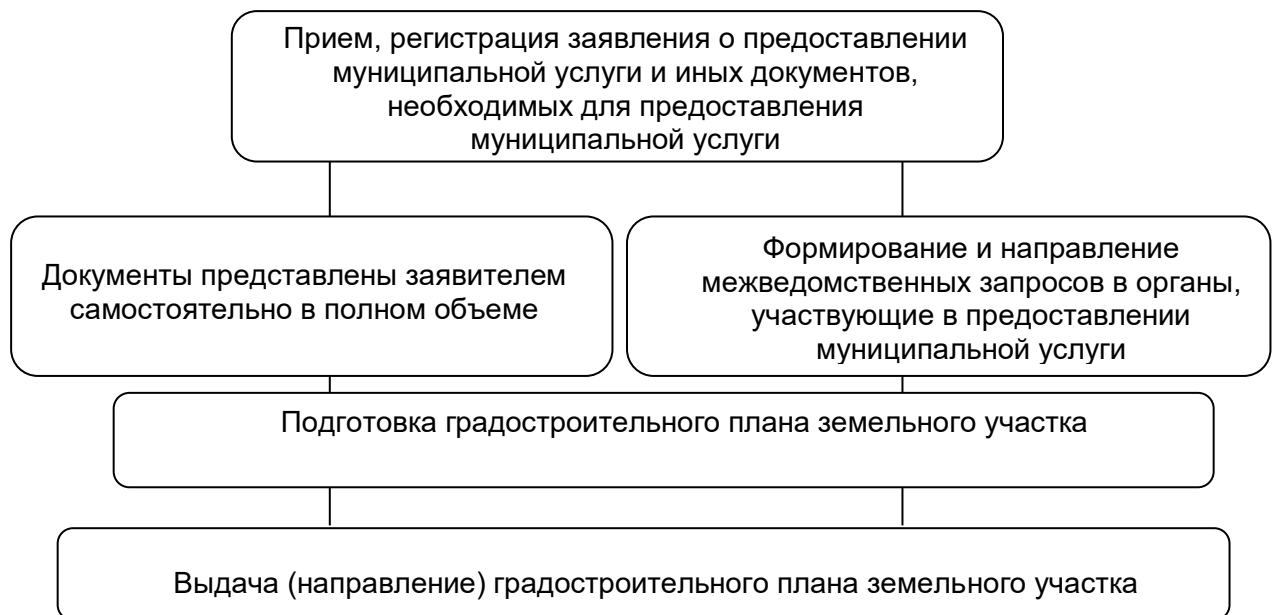 Прием, регистрация заявления о предоставлении
муниципальной услуги и иных документов,
необходимых для предоставления
муниципальной услуги
Документы представлены заявителем
самостоятельно в полном объеме
Формирование и направление
межведомственных запросов в органы,
участвующие в предоставлении
муниципальной услуги
Подготовка градостроительного плана земельного участка
Выдача (направление) градостроительного плана земельного участка